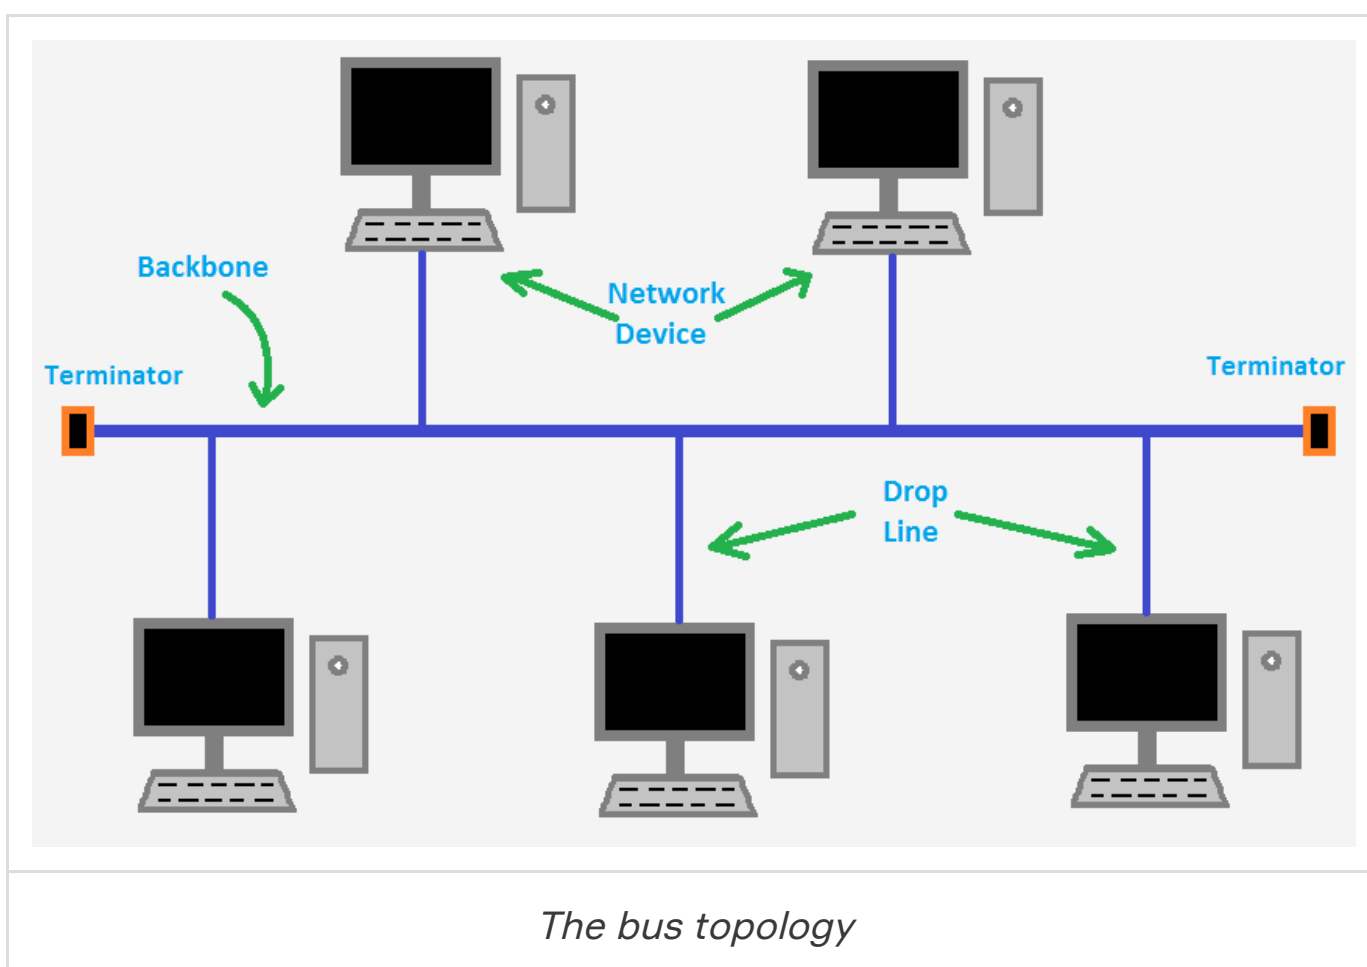 Backbone
Network
Device
Terminator
Terminator
Drop
Line
The bus topology